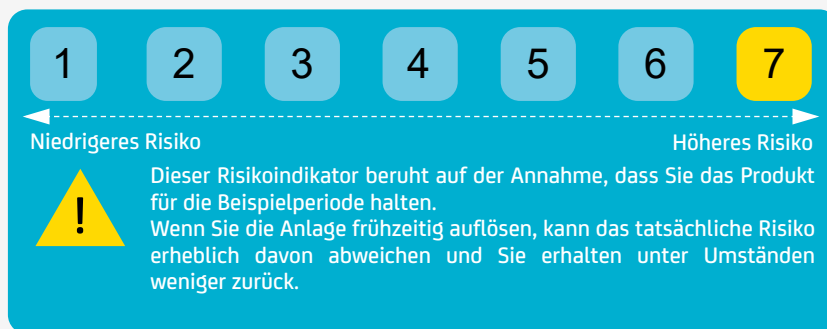 1 2 3 4 5 6 7
Niedrigeres Risiko Höheres Risiko
!
Dieser Risikoindikator beruht auf der Annahme, dass Sie das Produkt
für die Beispielperiode halten.
Wenn Sie die Anlage frühzeitig auflösen, kann das tatsächliche Risiko
erheblich davon abweichen und Sie erhalten unter Umständen
weniger zurück.